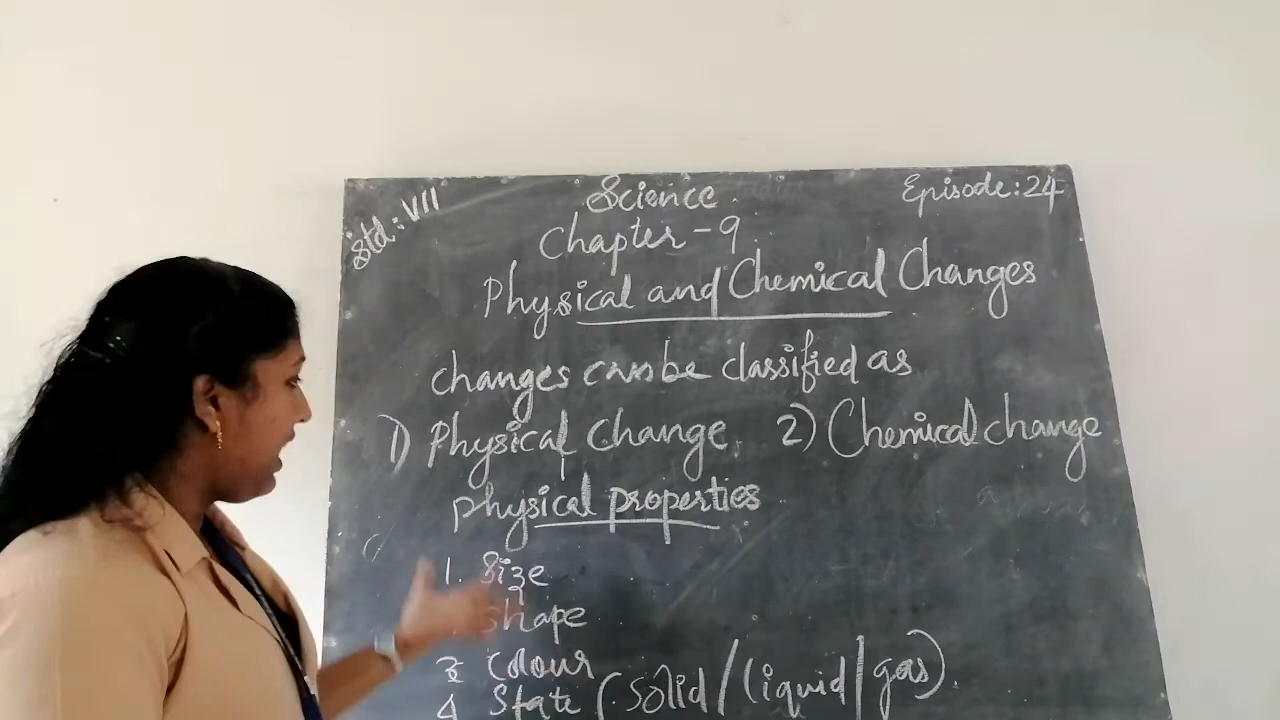 Std: VII
Science
Episode: 24
Chapter - 9
Physical and Chemical Changes
changes can be classified as
1) Physical Change 2) Chemical change
physical properties
1. Size
shape
3 Colour
4 State (solid/liquid/gas).